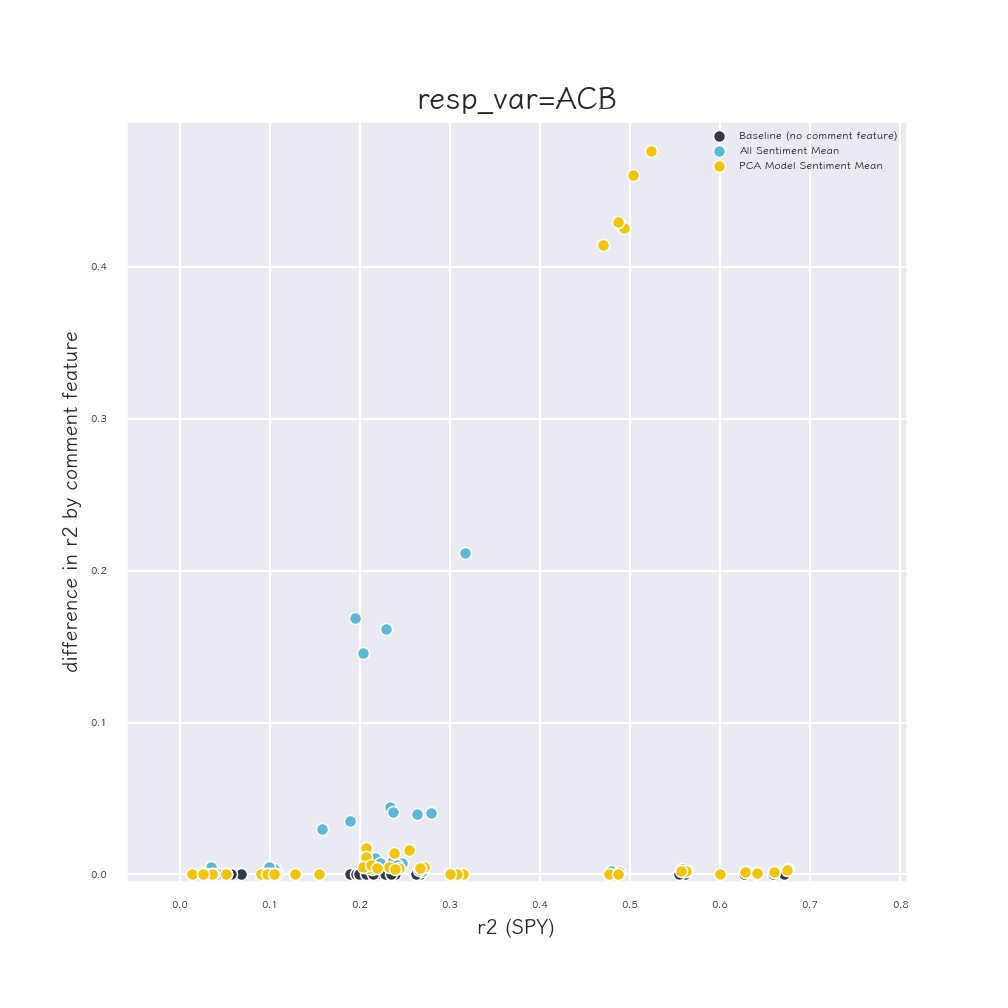 resp_var=ACB
Baseline (no comment feature)
All Sentiment Mean
PCA Model Sentiment Mean
difference in r2 by comment feature
0.4
0.3
0.2
0.1
0.0
0.0 0.1 0.2 0.3 0.4 0.5 0.6 0.7 0.8
r2 (SPY)